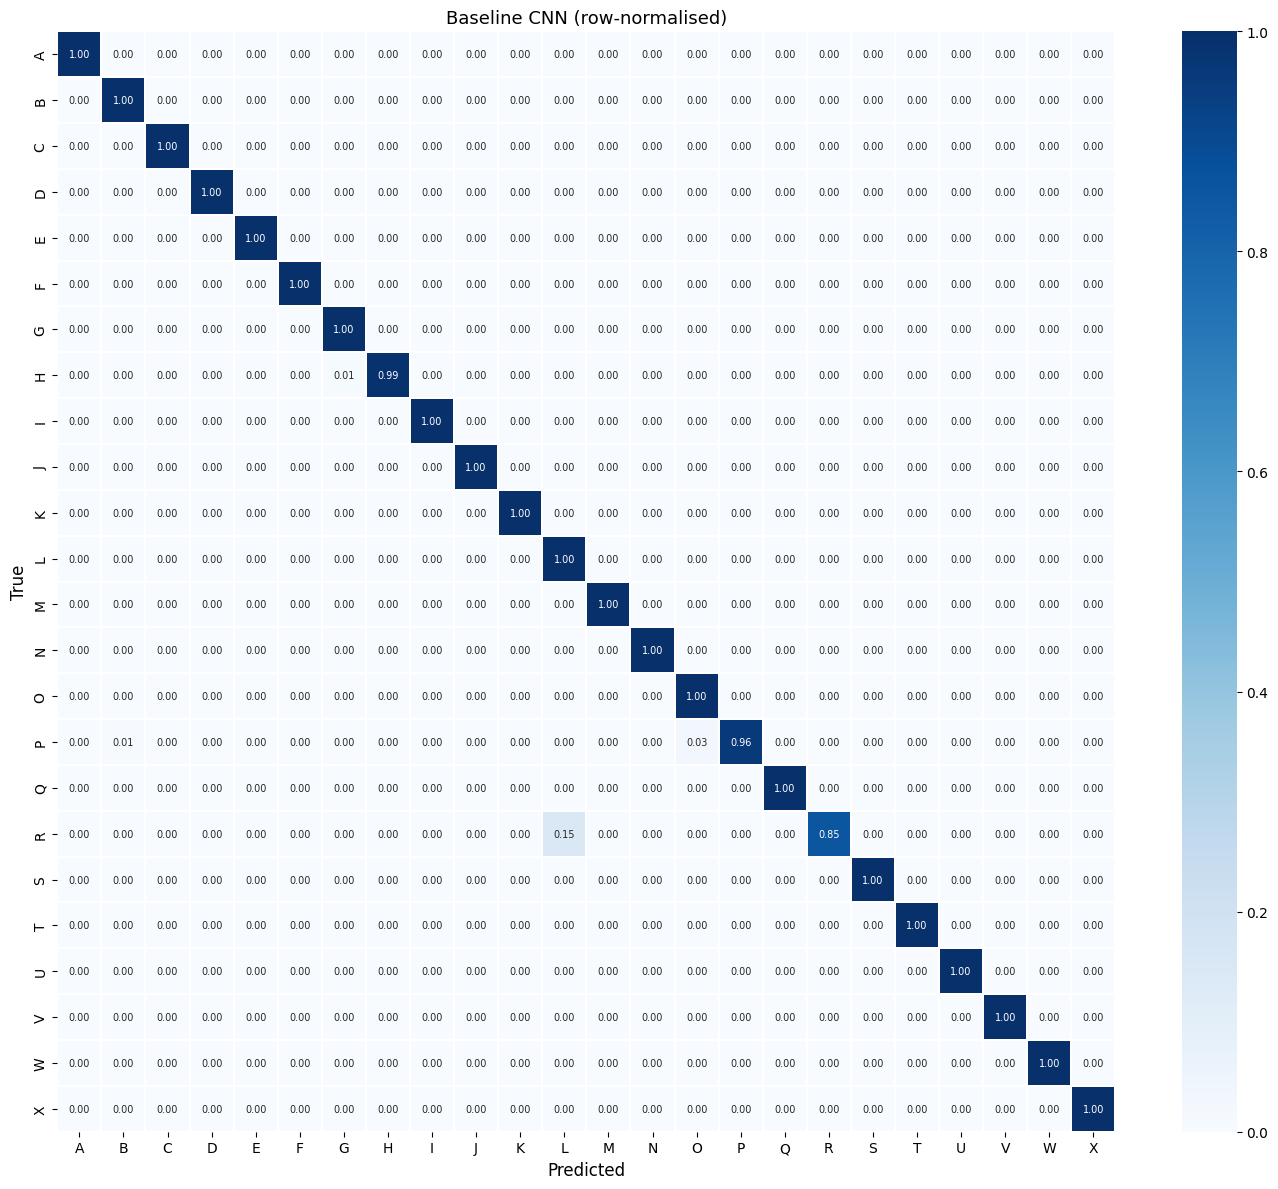 Baseline CNN (row-normalised)
A 1.00 0.00 0.00 0.00 0.00 0.00 0.00 0.00 0.00 0.00 0.00 0.00 0.00 0.00 0.00 0.00 0.00 0.00 0.00 0.00 0.00 0.00 0.00 0.00
B 0.00 1.00 0.00 0.00 0.00 0.00 0.00 0.00 0.00 0.00 0.00 0.00 0.00 0.00 0.00 0.00 0.00 0.00 0.00 0.00 0.00 0.00 0.00 0.00
C 0.00 0.00 1.00 0.00 0.00 0.00 0.00 0.00 0.00 0.00 0.00 0.00 0.00 0.00 0.00 0.00 0.00 0.00 0.00 0.00 0.00 0.00 0.00 0.00
D 0.00 0.00 0.00 1.00 0.00 0.00 0.00 0.00 0.00 0.00 0.00 0.00 0.00 0.00 0.00 0.00 0.00 0.00 0.00 0.00 0.00 0.00 0.00 0.00
E 0.00 0.00 0.00 0.00 1.00 0.00 0.00 0.00 0.00 0.00 0.00 0.00 0.00 0.00 0.00 0.00 0.00 0.00 0.00 0.00 0.00 0.00 0.00 0.00
F 0.00 0.00 0.00 0.00 0.00 1.00 0.00 0.00 0.00 0.00 0.00 0.00 0.00 0.00 0.00 0.00 0.00 0.00 0.00 0.00 0.00 0.00 0.00 0.00
G 0.00 0.00 0.00 0.00 0.00 0.00 1.00 0.00 0.00 0.00 0.00 0.00 0.00 0.00 0.00 0.00 0.00 0.00 0.00 0.00 0.00 0.00 0.00 0.00
H 0.00 0.00 0.00 0.00 0.00 0.00 0.01 0.99 0.00 0.00 0.00 0.00 0.00 0.00 0.00 0.00 0.00 0.00 0.00 0.00 0.00 0.00 0.00 0.00
I 0.00 0.00 0.00 0.00 0.00 0.00 0.00 0.00 1.00 0.00 0.00 0.00 0.00 0.00 0.00 0.00 0.00 0.00 0.00 0.00 0.00 0.00 0.00 0.00
J 0.00 0.00 0.00 0.00 0.00 0.00 0.00 0.00 0.00 1.00 0.00 0.00 0.00 0.00 0.00 0.00 0.00 0.00 0.00 0.00 0.00 0.00 0.00 0.00
K 0.00 0.00 0.00 0.00 0.00 0.00 0.00 0.00 0.00 0.00 1.00 0.00 0.00 0.00 0.00 0.00 0.00 0.00 0.00 0.00 0.00 0.00 0.00 0.00
L 0.00 0.00 0.00 0.00 0.00 0.00 0.00 0.00 0.00 0.00 0.00 1.00 0.00 0.00 0.00 0.00 0.00 0.00 0.00 0.00 0.00 0.00 0.00 0.00
M 0.00 0.00 0.00 0.00 0.00 0.00 0.00 0.00 0.00 0.00 0.00 0.00 1.00 0.00 0.00 0.00 0.00 0.00 0.00 0.00 0.00 0.00 0.00 0.00
N 0.00 0.00 0.00 0.00 0.00 0.00 0.00 0.00 0.00 0.00 0.00 0.00 0.00 1.00 0.00 0.00 0.00 0.00 0.00 0.00 0.00 0.00 0.00 0.00
O 0.00 0.00 0.00 0.00 0.00 0.00 0.00 0.00 0.00 0.00 0.00 0.00 0.00 0.00 1.00 0.00 0.00 0.00 0.00 0.00 0.00 0.00 0.00 0.00
P 0.00 0.01 0.00 0.00 0.00 0.00 0.00 0.00 0.00 0.00 0.00 0.00 0.00 0.00 0.03 0.96 0.00 0.00 0.00 0.00 0.00 0.00 0.00 0.00
Q 0.00 0.00 0.00 0.00 0.00 0.00 0.00 0.00 0.00 0.00 0.00 0.00 0.00 0.00 0.00 0.00 1.00 0.00 0.00 0.00 0.00 0.00 0.00 0.00
R 0.00 0.00 0.00 0.00 0.00 0.00 0.00 0.00 0.00 0.00 0.00 0.15 0.00 0.00 0.00 0.00 0.00 0.85 0.00 0.00 0.00 0.00 0.00 0.00
S 0.00 0.00 0.00 0.00 0.00 0.00 0.00 0.00 0.00 0.00 0.00 0.00 0.00 0.00 0.00 0.00 0.00 0.00 1.00 0.00 0.00 0.00 0.00 0.00
T 0.00 0.00 0.00 0.00 0.00 0.00 0.00 0.00 0.00 0.00 0.00 0.00 0.00 0.00 0.00 0.00 0.00 0.00 0.00 1.00 0.00 0.00 0.00 0.00
U 0.00 0.00 0.00 0.00 0.00 0.00 0.00 0.00 0.00 0.00 0.00 0.00 0.00 0.00 0.00 0.00 0.00 0.00 0.00 0.00 1.00 0.00 0.00 0.00
V 0.00 0.00 0.00 0.00 0.00 0.00 0.00 0.00 0.00 0.00 0.00 0.00 0.00 0.00 0.00 0.00 0.00 0.00 0.00 0.00 0.00 1.00 0.00 0.00
W 0.00 0.00 0.00 0.00 0.00 0.00 0.00 0.00 0.00 0.00 0.00 0.00 0.00 0.00 0.00 0.00 0.00 0.00 0.00 0.00 0.00 0.00 1.00 0.00
X 0.00 0.00 0.00 0.00 0.00 0.00 0.00 0.00 0.00 0.00 0.00 0.00 0.00 0.00 0.00 0.00 0.00 0.00 0.00 0.00 0.00 0.00 0.00 1.00
A B C D E F G H I J K L M N O P Q R S T U V W X
Predicted
True
1.0
0.8
0.6
0.4
0.2
0.0